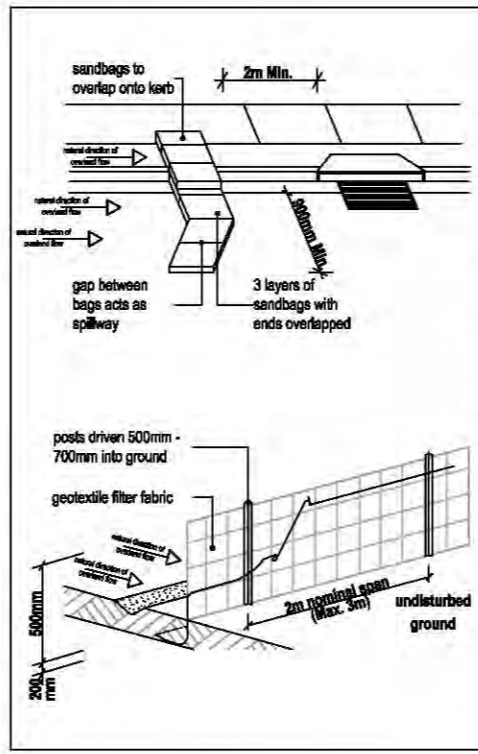 sandbags to
overlap onto kerb
2m Min.
natural direction of
overland flow
natural direction of
overland flow
natural direction of
overland flow
900mm Min.
gap between
bags acts as
spillway
3 layers of
sandbags with
ends overlapped
posts driven 500mm -
700mm into ground
geotextile filter fabric
natural direction of
overland flow
natural direction of
overland flow
500mm
200
mm
2m nominal span
(Max. 3m)
undisturbed
ground